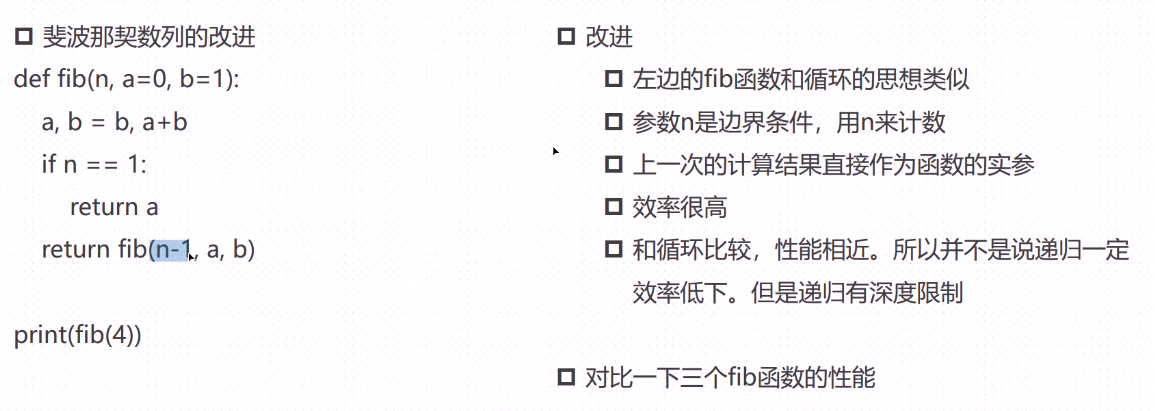 斐波那契数列的改进
def fib(n, a=0, b=1):
a, b = b, a+b
if n == 1:
return a
return fib(n-1, a, b)
print(fib(4))
改进
左边的fib函数和循环的思想类似
参数n是边界条件，用n来计数
上一次的计算结果直接作为函数的实参
效率很高
和循环比较，性能相近。所以并不是说递归一定
效率低下。但是递归有深度限制
对比一下三个fib函数的性能